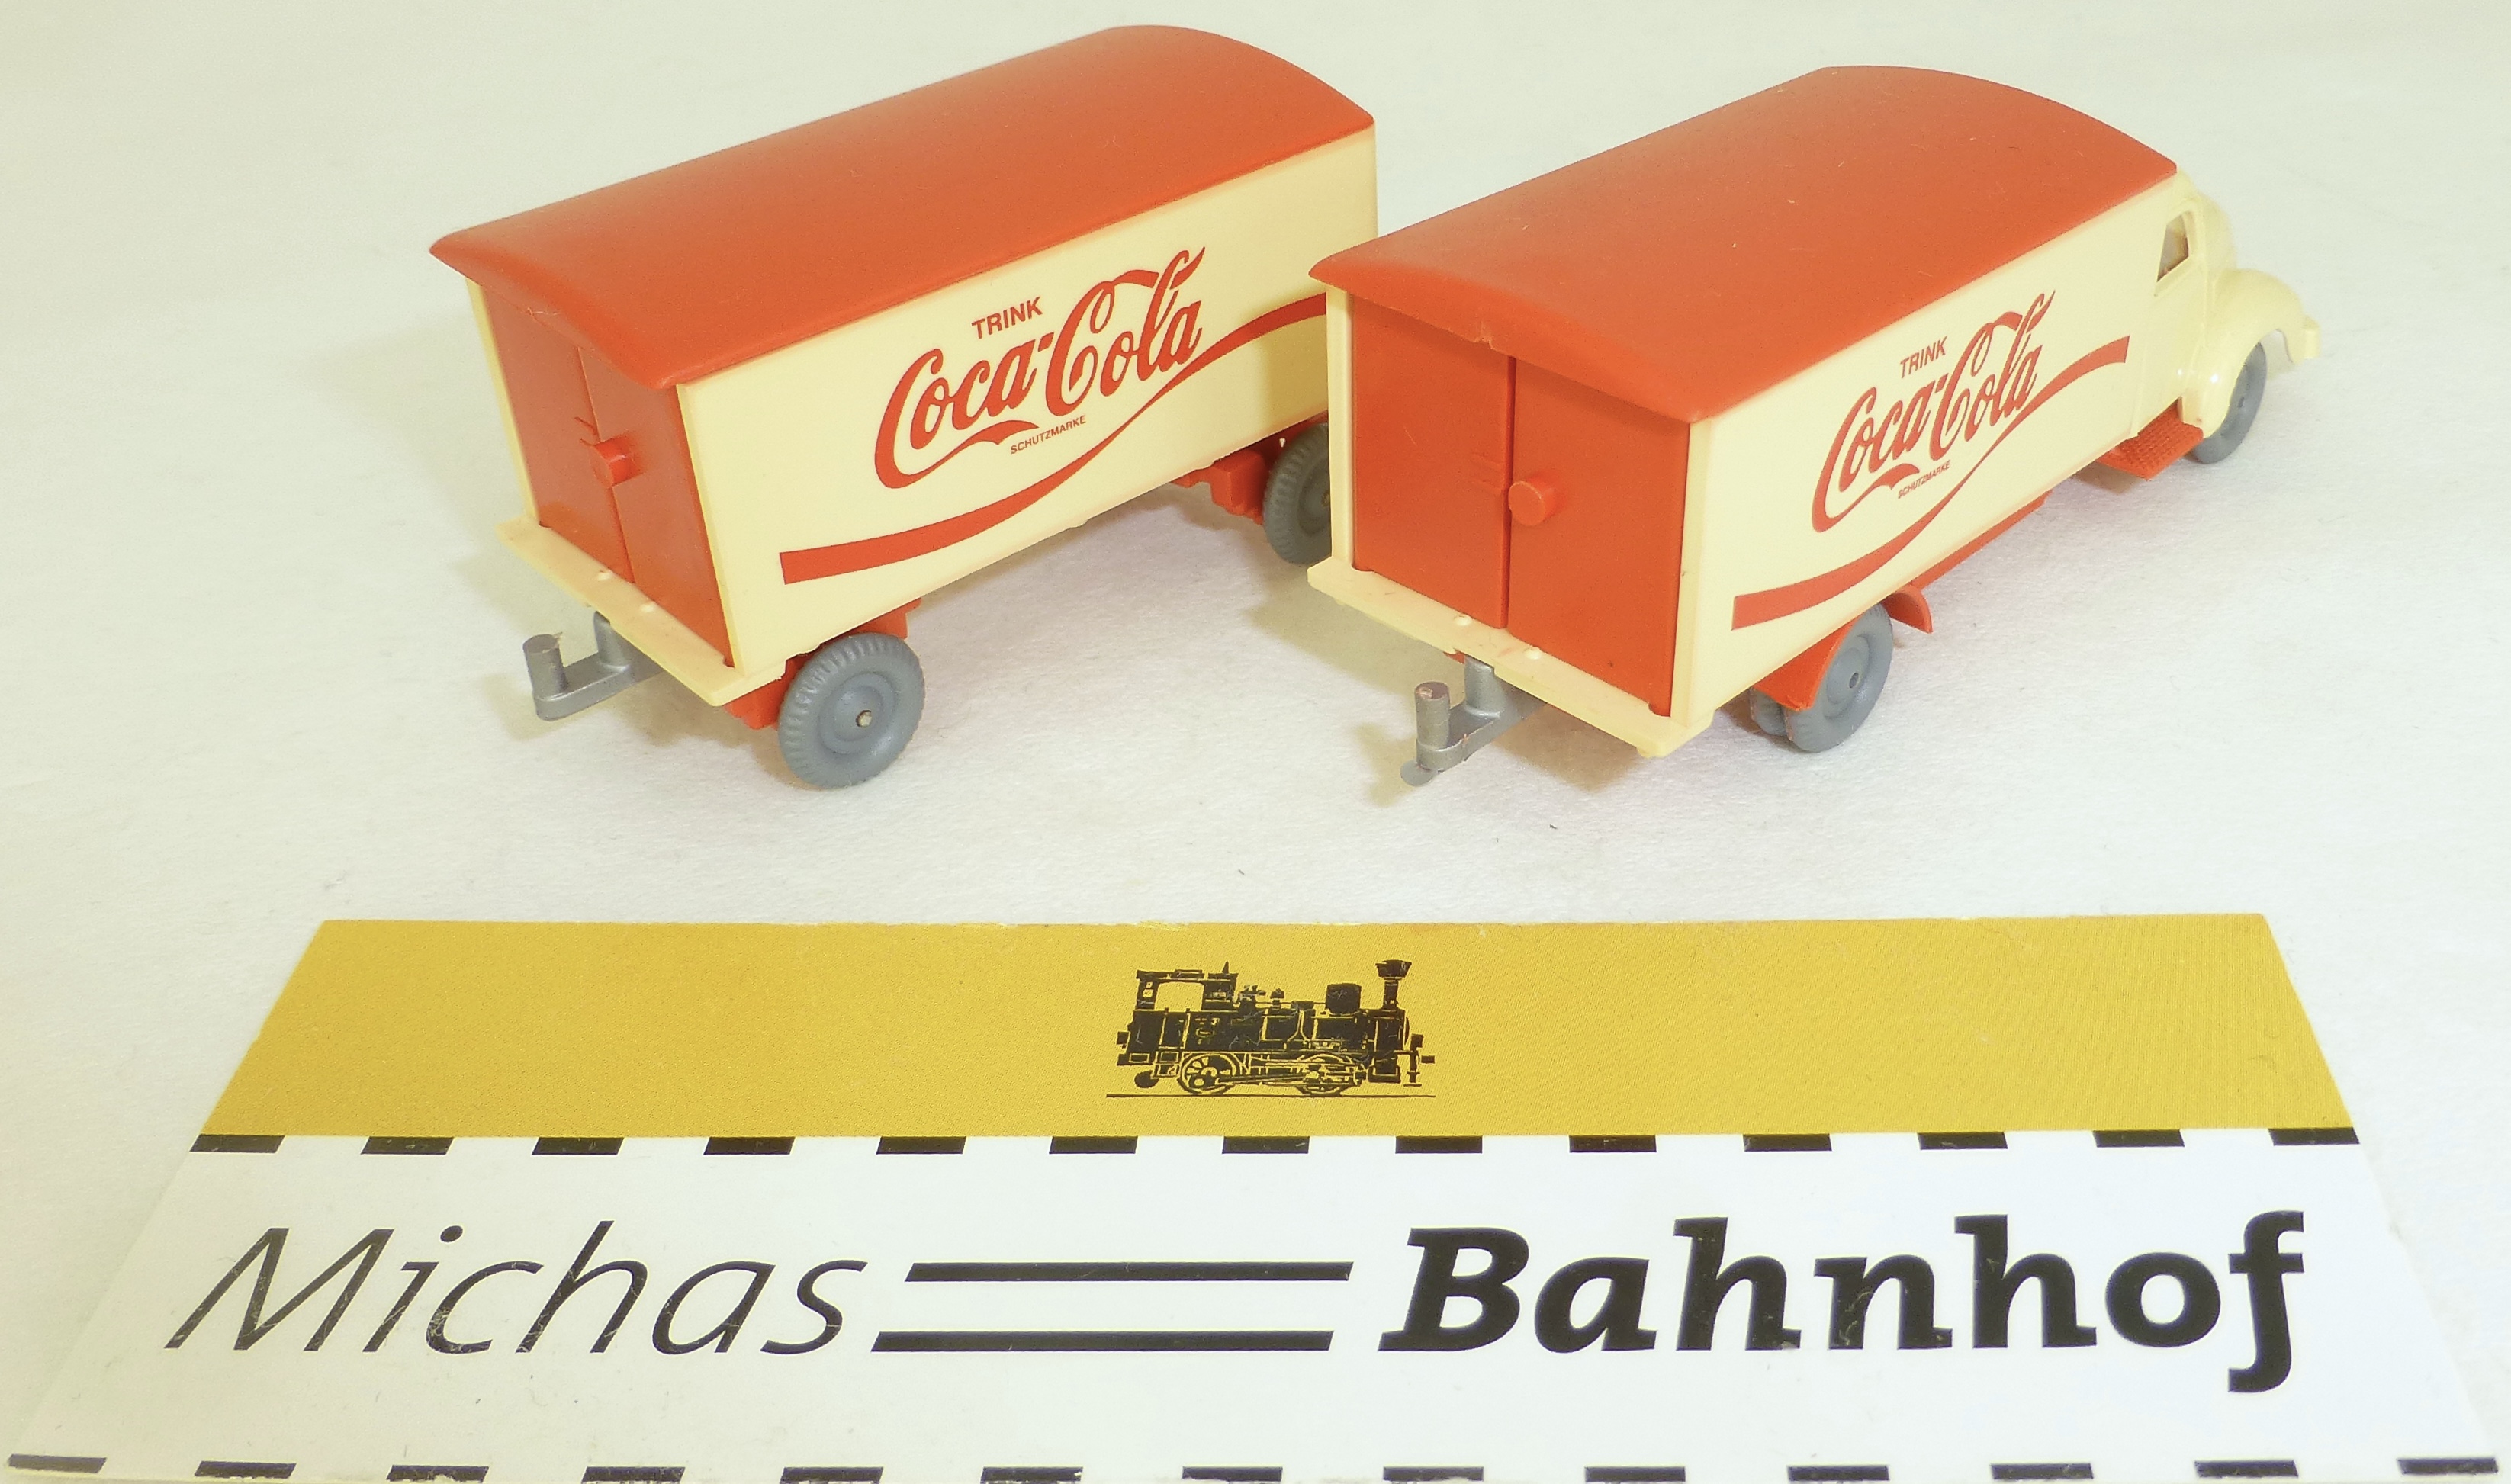 TRINK
Coca-Cola
SCHUTZMARKE
TRINK
Coca-Cola
SCHUTZMARKE
Michas Bahnhof